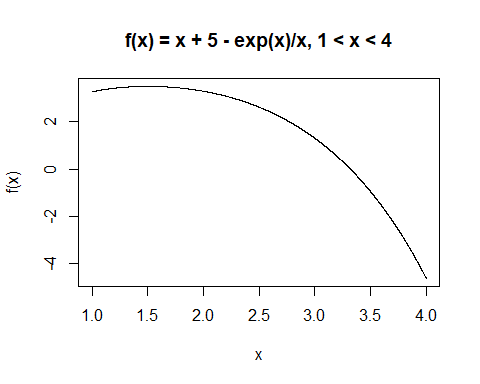 f(x) = x + 5 - exp(x)/x, 1 < x < 4
f(x)
2
0
-2
-4
1.0 1.5 2.0 2.5 3.0 3.5 4.0
x